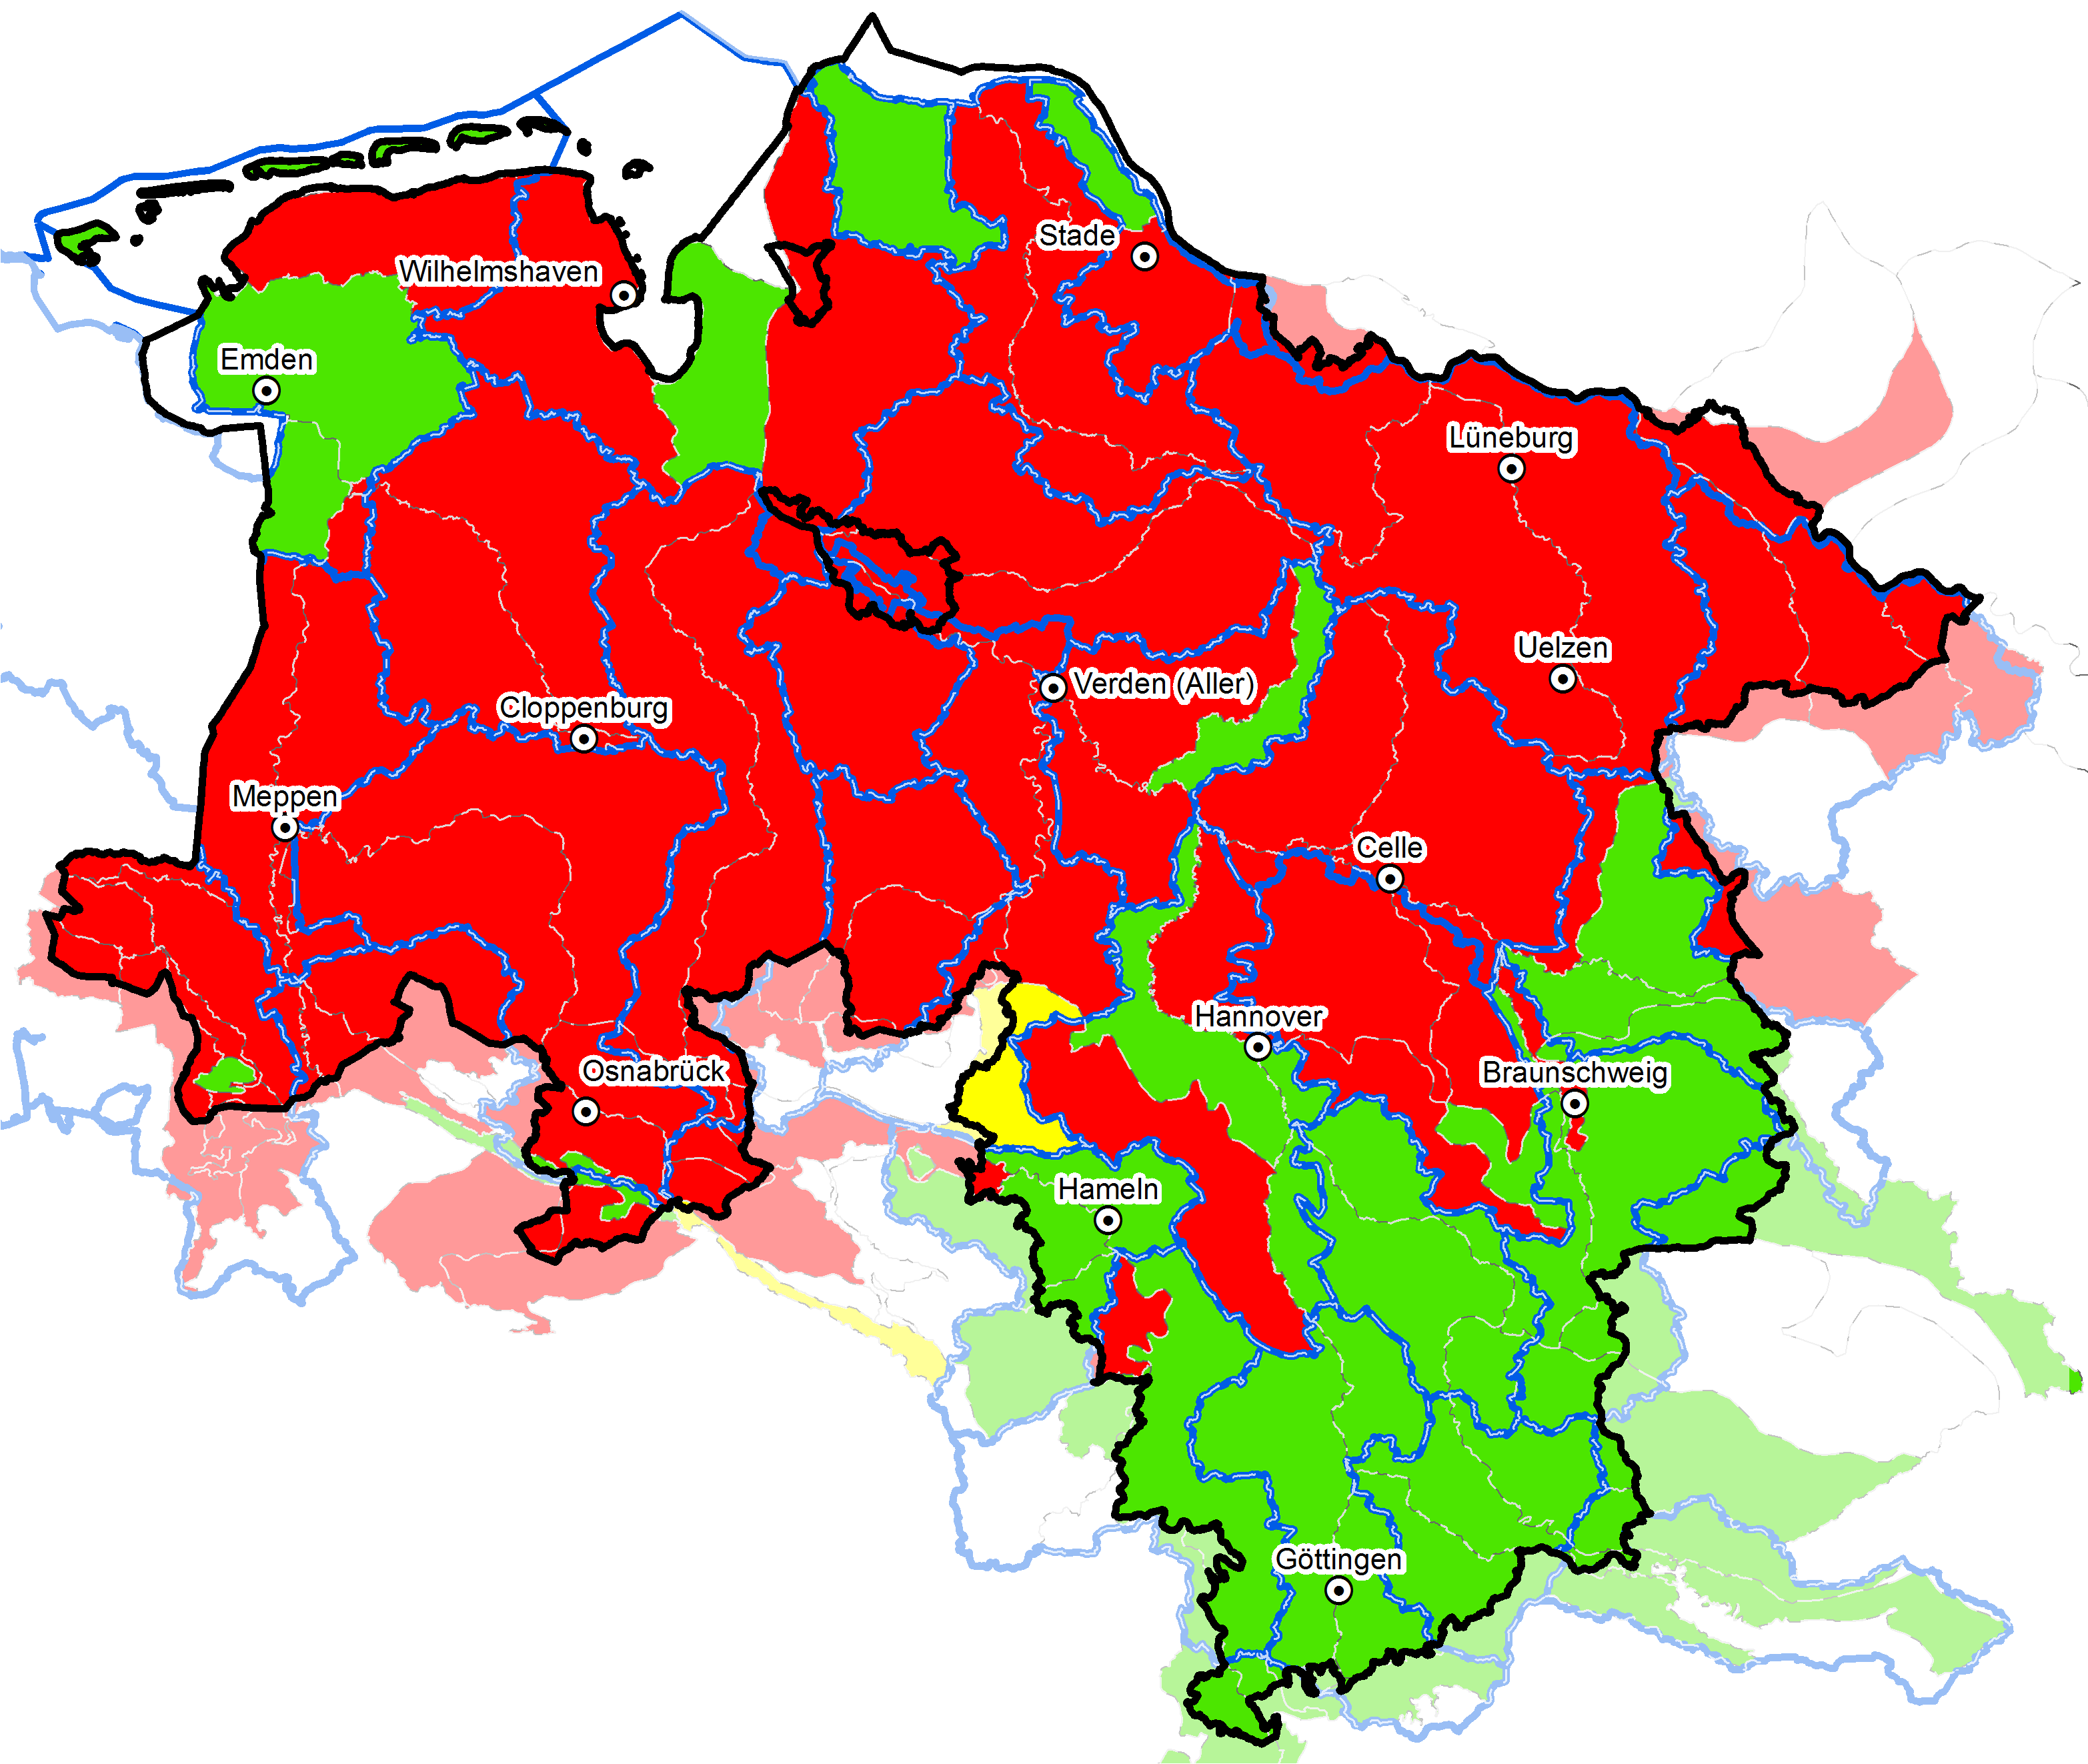 Stade
Wilhelmshaven
Emden
Lüneburg
Uelzen
Verden (Aller)
Cloppenburg
Meppen
Celle
Hannover
Osnabrück
Braunschweig
Hameln
Göttingen